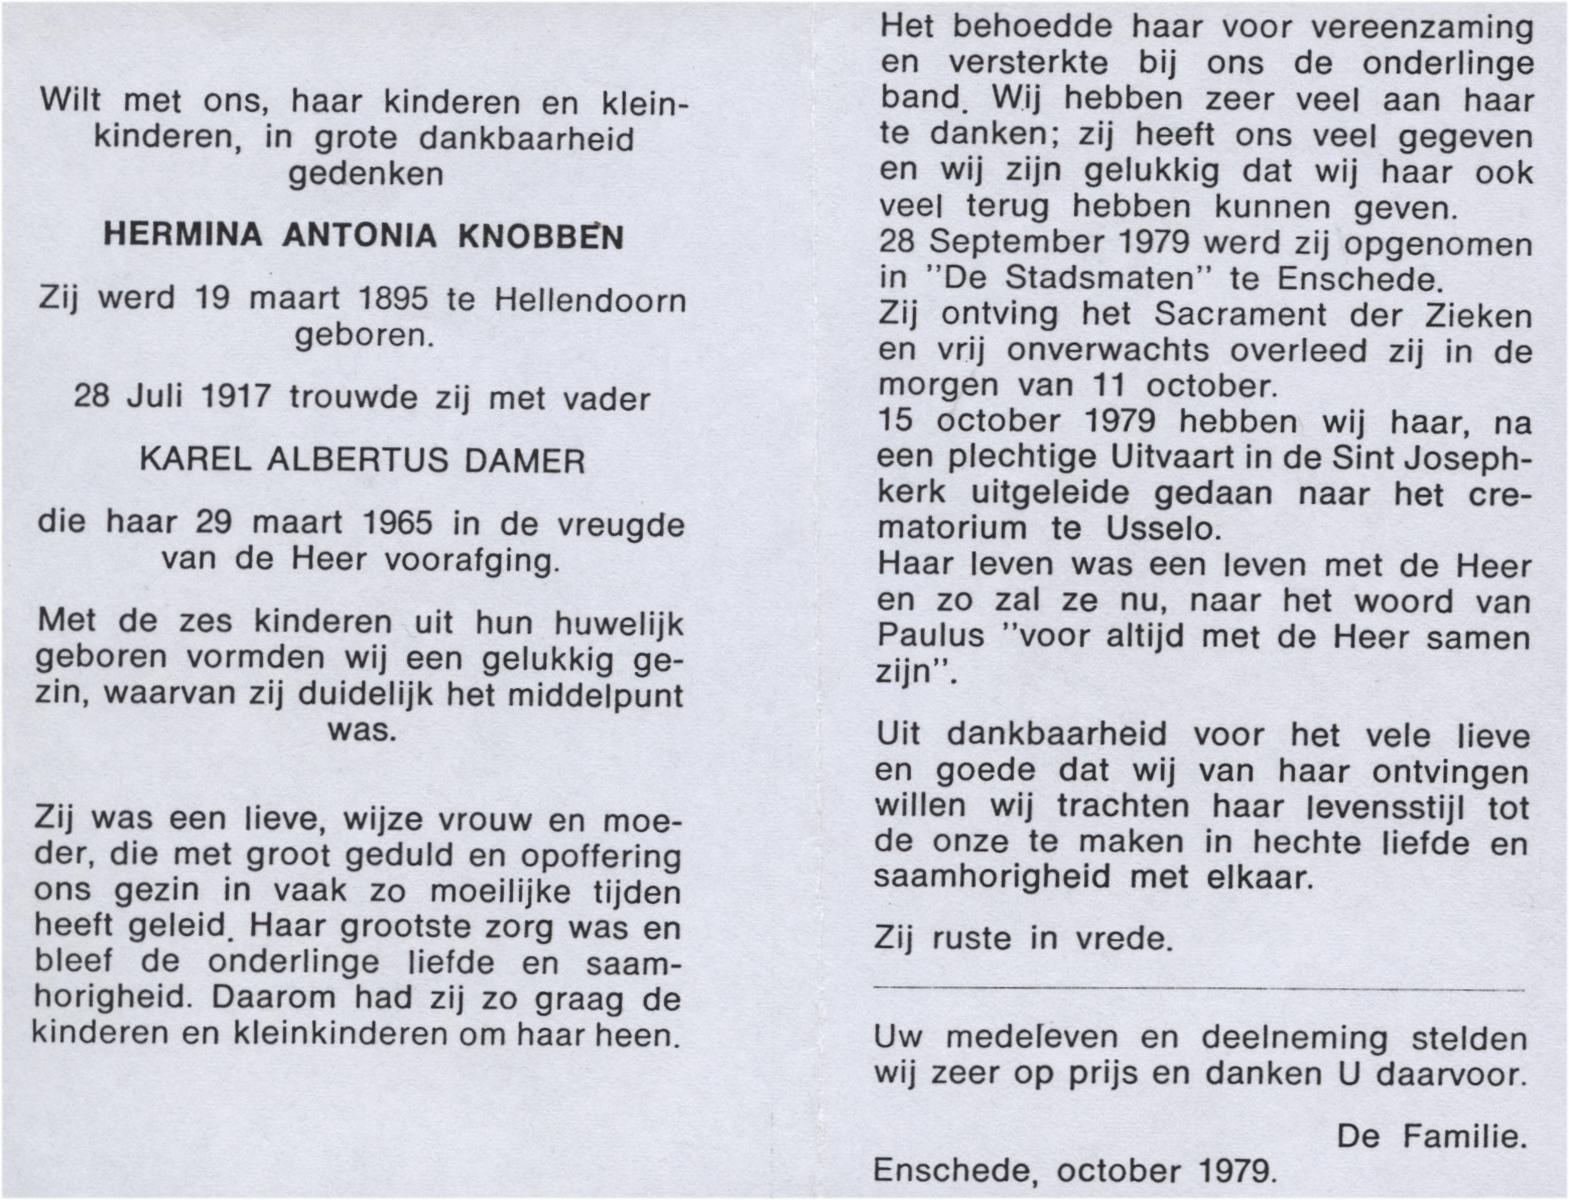 Wilt met ons, haar kinderen en klein-
kinderen, in grote dankbaarheid
gedenken
HERMINA ANTONIA KNOBBEN
Zij werd 19 maart 1895 te Hellendoorn
geboren.
28 Juli 1917 trouwde zij met vader
KAREL ALBERTUS DAMER
die haar 29 maart 1965 in de vreugde
van de Heer voorafging.
Met de zes kinderen uit hun huwelijk
geboren vormden wij een gelukkig ge-
zin, waarvan zij duidelijk het middelpunt
was.
Zij was een lieve, wijze vrouw en moe-
der, die met groot geduld en opoffering
ons gezin in vaak zo moeilijke tijden
heeft geleid. Haar grootste zorg was en
bleef de onderlinge liefde en saam-
horigheid. Daarom had zij zo graag de
kinderen en kleinkinderen om haar heen.
Het behoedde haar voor vereenzaming
en versterkte bij ons de onderlinge
band. Wij hebben zeer veel aan haar
te danken; zij heeft ons veel gegeven
en wij zijn gelukkig dat wij haar ook
veel terug hebben kunnen geven.
28 September 1979 werd zij opgenomen
in "De Stadsmaten" te Enschede.
Zij ontving het Sacrament der Zieken
en vrij onverwachts overleed zij in de
morgen van 11 october.
15 october 1979 hebben wij haar, na
een plechtige Uitvaart in de Sint Joseph-
kerk uitgeleide gedaan naar het cre-
matorium te Usselo.
Haar leven was een leven met de Heer
en zo zal ze nu, naar het woord van
Paulus "voor altijd met de Heer samen
zijn".
Uit dankbaarheid voor het vele lieve
en goede dat wij van haar ontvingen
willen wij trachten haar levensstijl tot
de onze te maken in hechte liefde en
saamhorigheid met elkaar.
Zij ruste in vrede.
Uw medeleven en deelneming stelden
wij zeer op prijs en danken U daarvoor.
De Familie.
Enschede, october 1979.